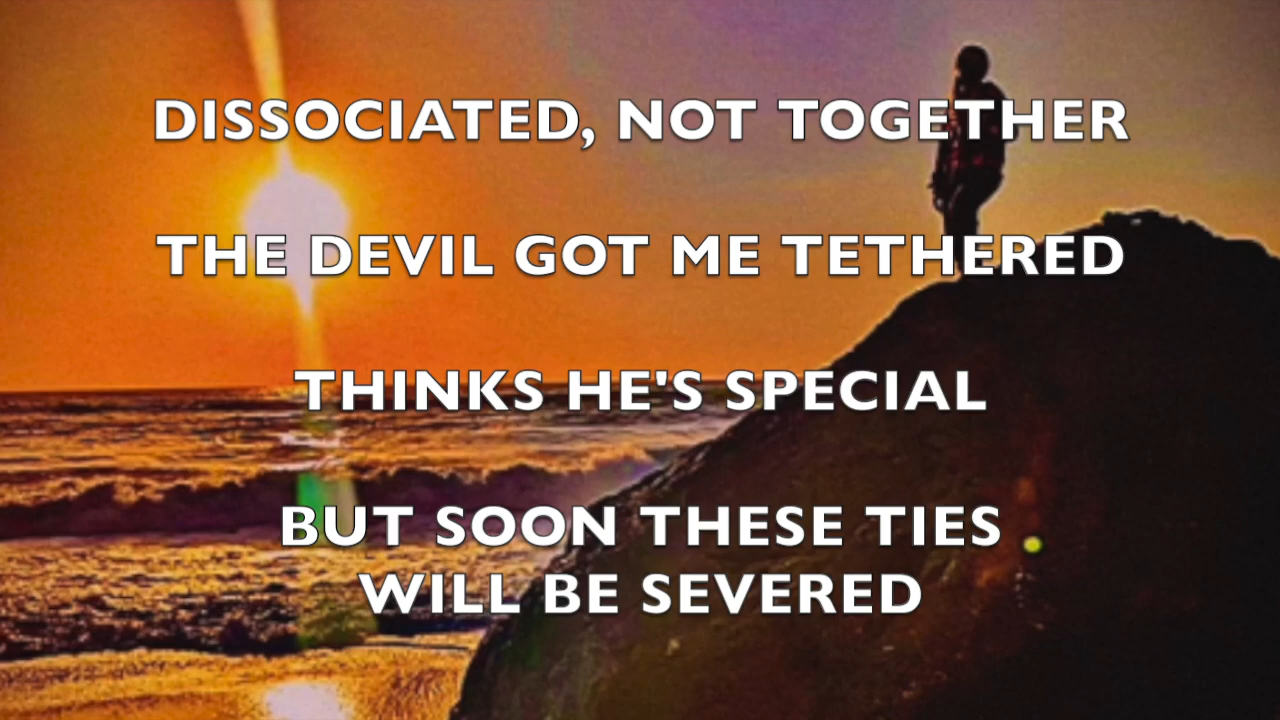 DISSOCIATED, NOT TOGETHER
THE DEVIL GOT ME TETHERED
THINKS HE'S SPECIAL
BUT SOON THESE TIES
WILL BE SEVERED